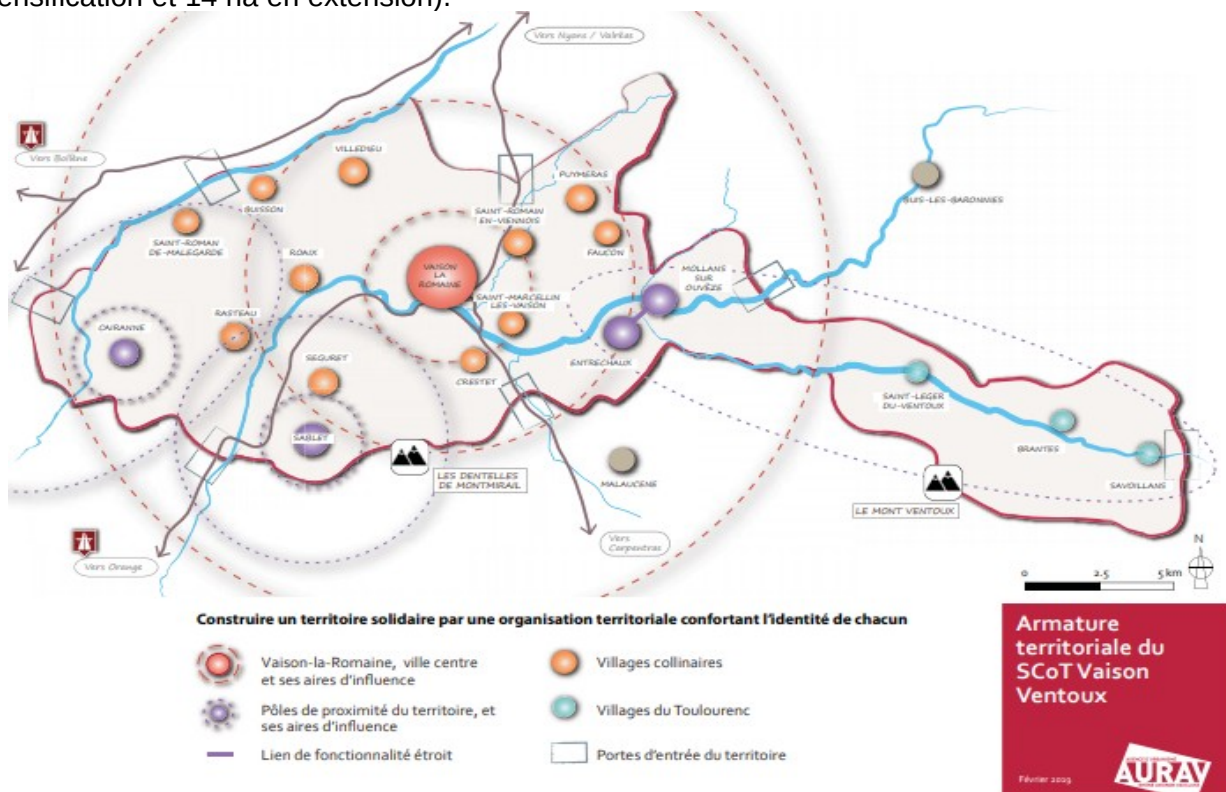 ensification et 14 ha en extension).
Vers Nyons / Valréas
Vers Bollène
VILLEDIEU
BUISSON
PUYMERAS
BUIS-LES-BARONNIES
SAINT-ROMAIN
EN-VIENNOIS
SAINT-ROMAN
DE-MALEGARDE
ROAIX
FAUCON
VAISON
LA
ROMAINE
MOLLANS
SUR
OUVÈZE
SAINT-MARCELLIN
LES-VAISON
RASTEAU
CAIRANNE
SEGURET
CRESTET
ENTRECHAUX
SAINT-LEGER
DU-VENTOUX
SABLET
BRANTES
LES DENTELLES
DE MONTMIRAIL
MALAUCENE
SAVOILLANS
LE MONT VENTOUX
Vers Orange
Vers
Carpentras
N
0 2.5 5 km
Construire un territoire solidaire par une organisation territoriale confortant l'identité de chacun
Vaison-la-Romaine, ville centre
et ses aires d'influence
Villages collinaires
Pôles de proximité du territoire, et
ses aires d'influence
Villages du Toulourenc
Lien de fonctionnalité étroit
Portes d'entrée du territoire
Armature
territoriale du
SCoT Vaison
Ventoux
Février 2019
AURAV